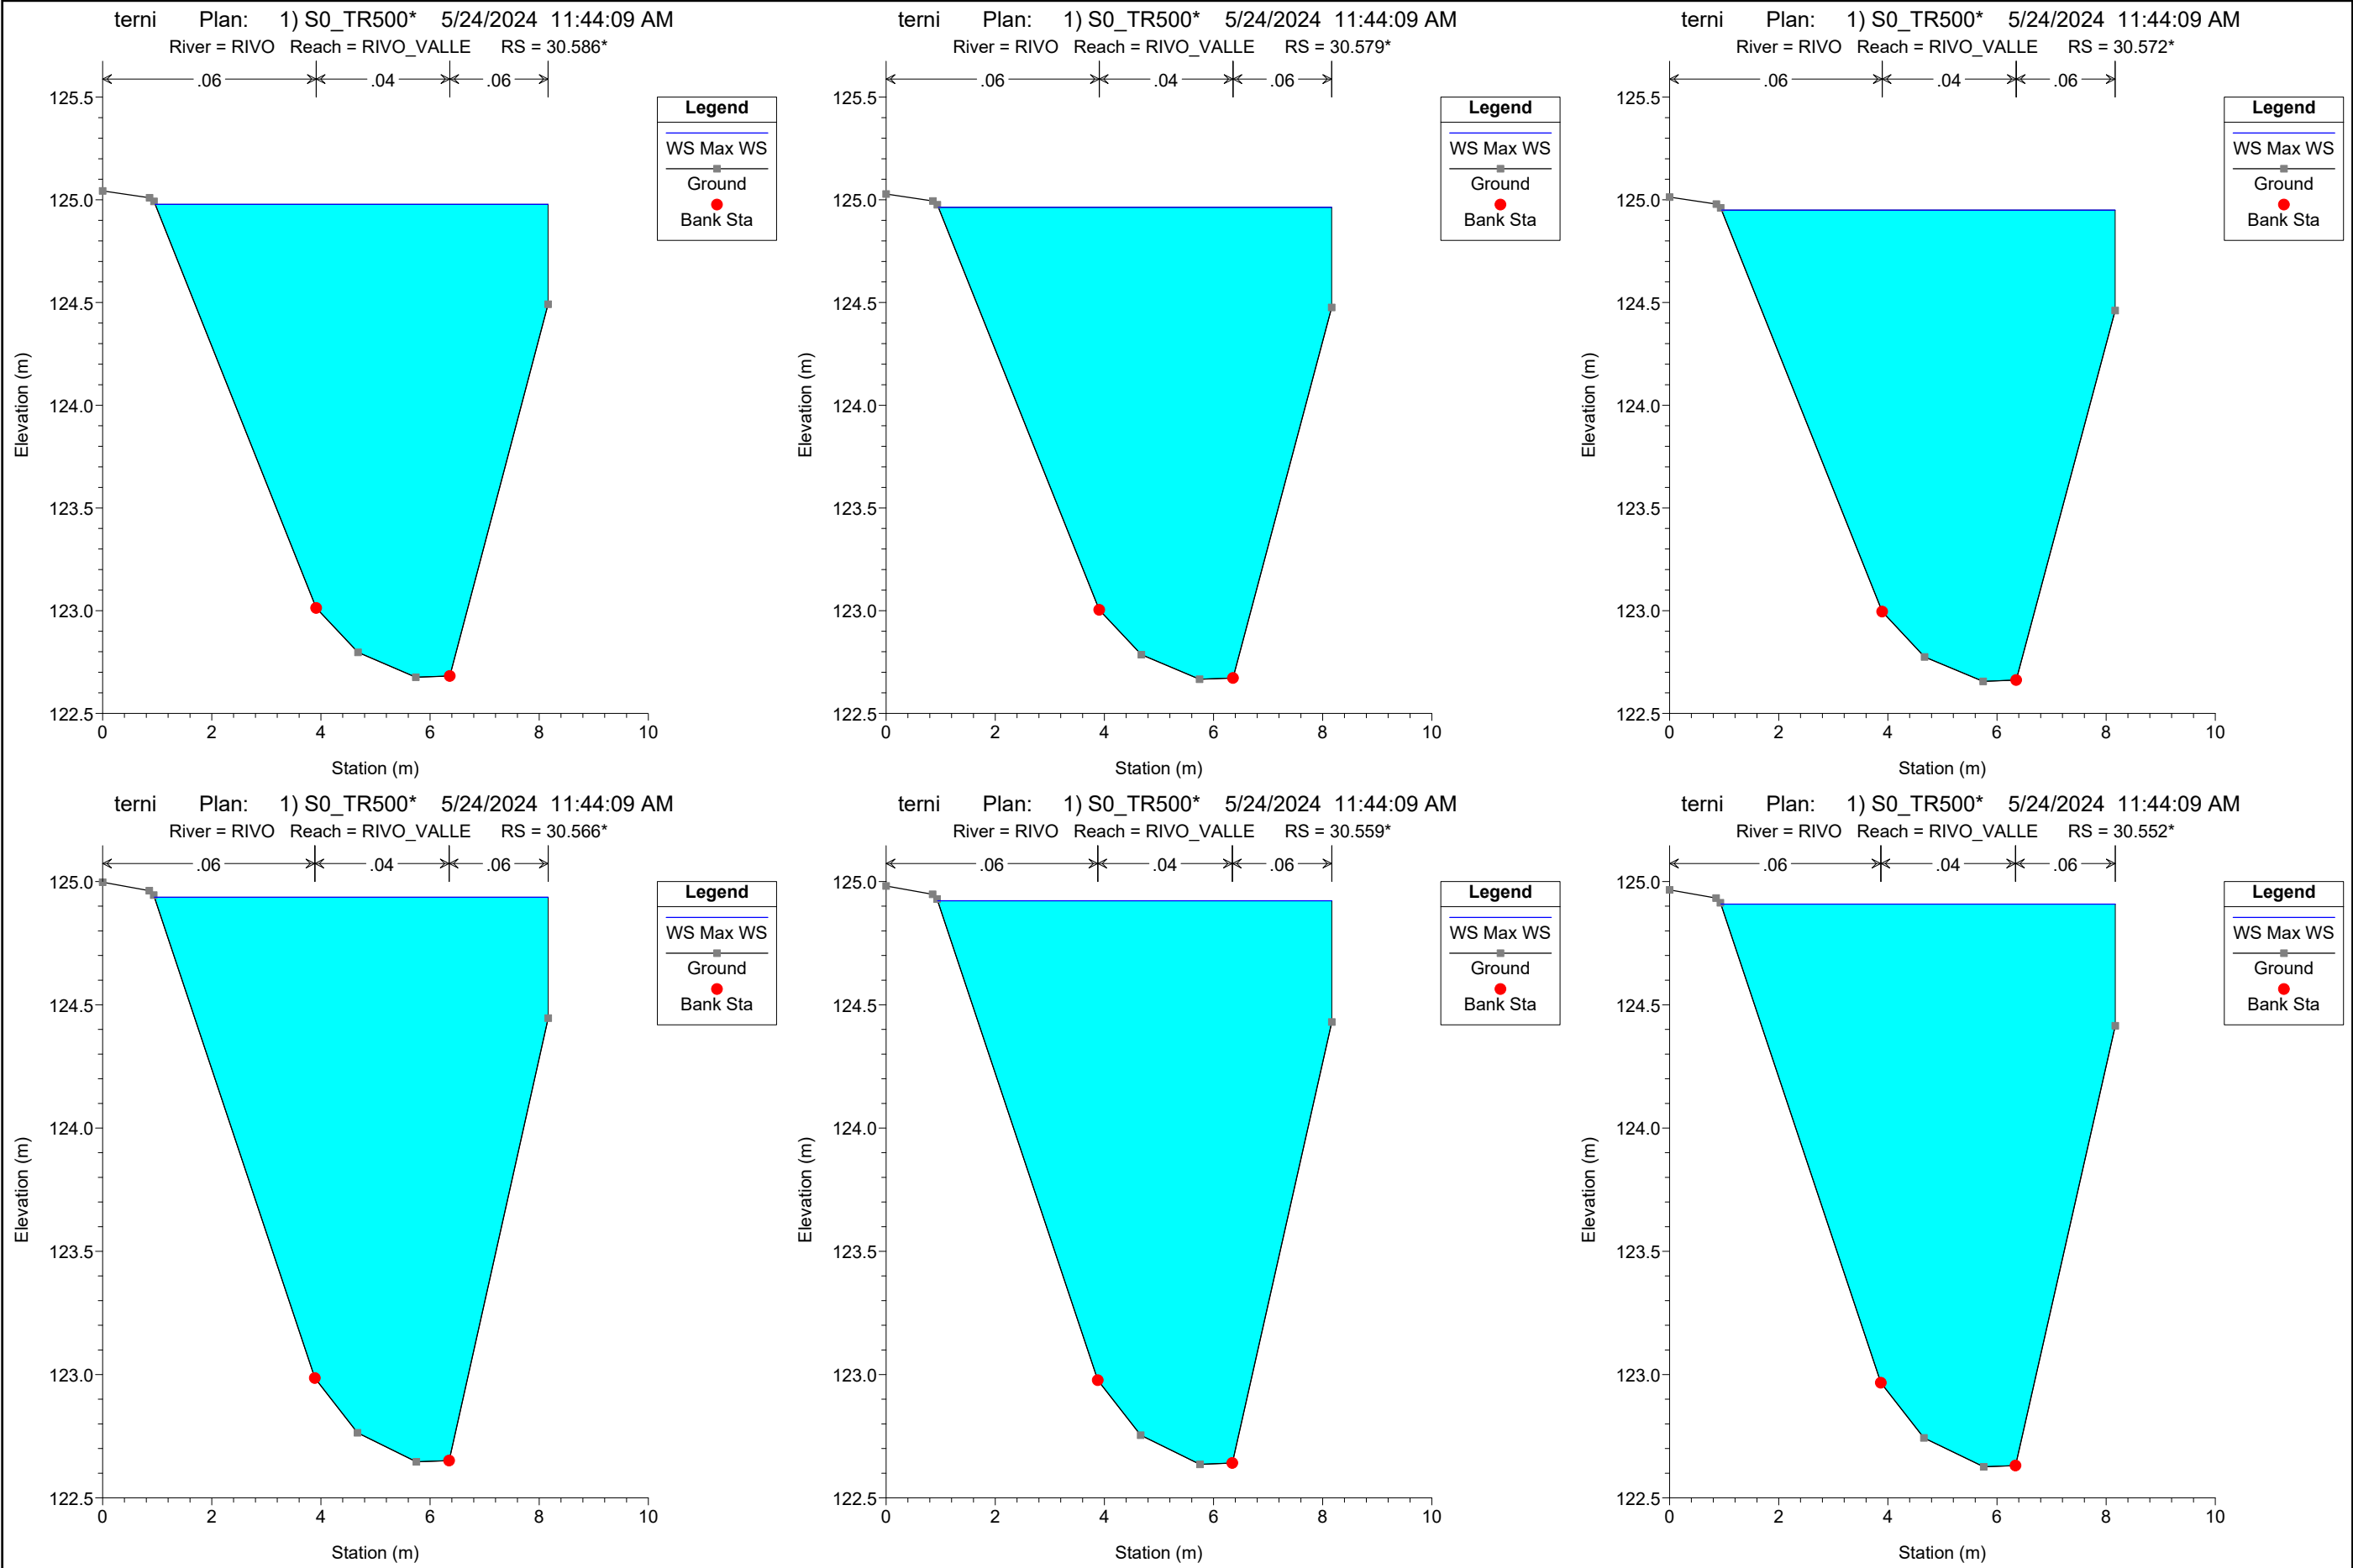 terni Plan: 1) S0_TR500* 5/24/2024 11:44:09 AM
River = RIVO Reach = RIVO_VALLE RS = 30.586*
.06 .04 .06
125.5
125.0
124.5
124.0
123.5
123.0
122.5
0 2 4 6 8 10
Station (m)
Elevation (m)
Legend
WS Max WS
Ground
Bank Sta
terni Plan: 1) S0_TR500* 5/24/2024 11:44:09 AM
River = RIVO Reach = RIVO_VALLE RS = 30.579*
.06 .04 .06
125.5
125.0
124.5
124.0
123.5
123.0
122.5
0 2 4 6 8 10
Station (m)
Elevation (m)
Legend
WS Max WS
Ground
Bank Sta
terni Plan: 1) S0_TR500* 5/24/2024 11:44:09 AM
River = RIVO Reach = RIVO_VALLE RS = 30.572*
.06 .04 .06
125.5
125.0
124.5
124.0
123.5
123.0
122.5
0 2 4 6 8 10
Station (m)
Elevation (m)
Legend
WS Max WS
Ground
Bank Sta
terni Plan: 1) S0_TR500* 5/24/2024 11:44:09 AM
River = RIVO Reach = RIVO_VALLE RS = 30.566*
.06 .04 .06
125.0
124.5
124.0
123.5
123.0
122.5
0 2 4 6 8 10
Station (m)
Elevation (m)
Legend
WS Max WS
Ground
Bank Sta
terni Plan: 1) S0_TR500* 5/24/2024 11:44:09 AM
River = RIVO Reach = RIVO_VALLE RS = 30.559*
.06 .04 .06
125.0
124.5
124.0
123.5
123.0
122.5
0 2 4 6 8 10
Station (m)
Elevation (m)
Legend
WS Max WS
Ground
Bank Sta
terni Plan: 1) S0_TR500* 5/24/2024 11:44:09 AM
River = RIVO Reach = RIVO_VALLE RS = 30.552*
.06 .04 .06
125.0
124.5
124.0
123.5
123.0
122.5
0 2 4 6 8 10
Station (m)
Elevation (m)
Legend
WS Max WS
Ground
Bank Sta